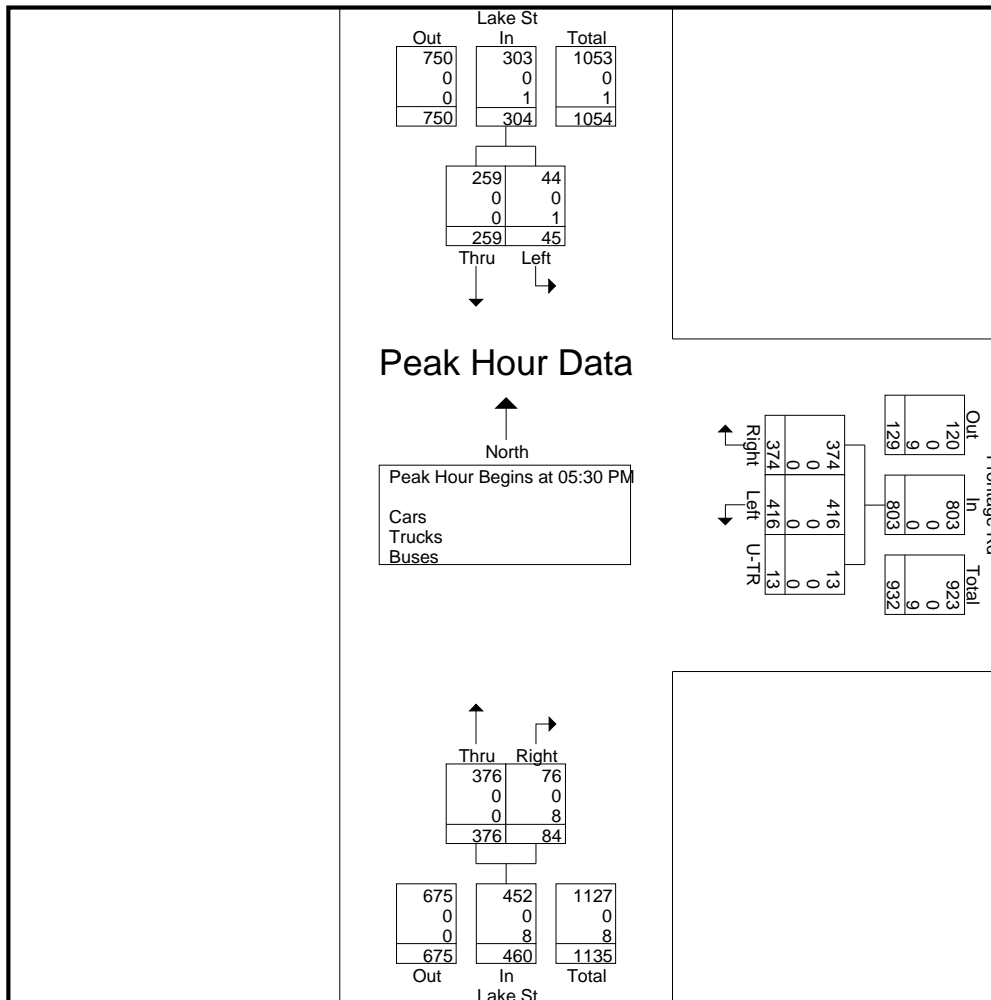 Lake St
Out In Total
750 303 1053
0 0 0
0 1 1
750 304 1054
259 44
0 0
0 1
259 45
Thru Left
Peak Hour Data
North
Peak Hour Begins at 05:30 PM
Cars
Trucks
Buses
Out In Total
120 803 923
0 0 0
9 0 9
129 803 932
374 416 13
0 0 0
0 0 0
374 416 13
Right Left U-TR
Thru Right
376 76
0 0
0 8
376 84
675 452 1127
0 0 0
0 8 8
675 460 1135
Out In Total
Lake St